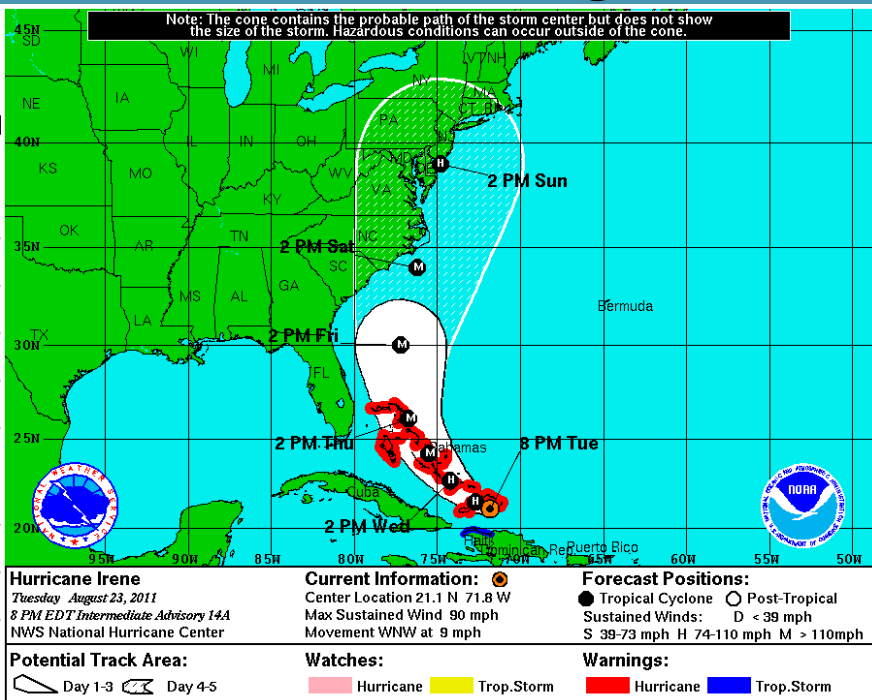 Note: The cone contains the probable path of the storm center but does not show
the size of the storm. Hazardous conditions can occur outside of the cone.
45N
SD
WI
VT
NH
MI
NY
MA
NE
IA
CT
RI
PA
40N
IL
IN
OH
N
MD
DE
KS
MO
WV
2 PM Sun
VA
KY
OK
TN
NC
35N
AR
2 PM Sat
SC
MS
AL
GA
Bermuda
LA
TX
2 PM Fri
30N
FL
2 PM Thu
8 PM Tue
25N
Bahamas
Cuba
NOAA
2 PM Wed
20N
Haiti
Dominican Rep
Puerto Rico
95W
90W
85W
80W
75W
70W
65W
60W
55W
50W
H
M
M
M
M
H
H
NATIONAL WEATHER SERVICE
Hurricane Irene
Tuesday August 23, 2011
8 PM EDT Intermediate Advisory 14A
NWS National Hurricane Center
Current Information:
Center Location 21.1 N 71.8 W
Max Sustained Wind 90 mph
Movement WNW at 9 mph
Forecast Positions:
Tropical Cyclone Post-Tropical
Sustained Winds: D < 39 mph
S 39-73 mph H 74-110 mph M > 110mph
Potential Track Area:
Day 1-3 Day 4-5
Watches:
Hurricane Trop.Storm
Warnings:
Hurricane Trop.Storm